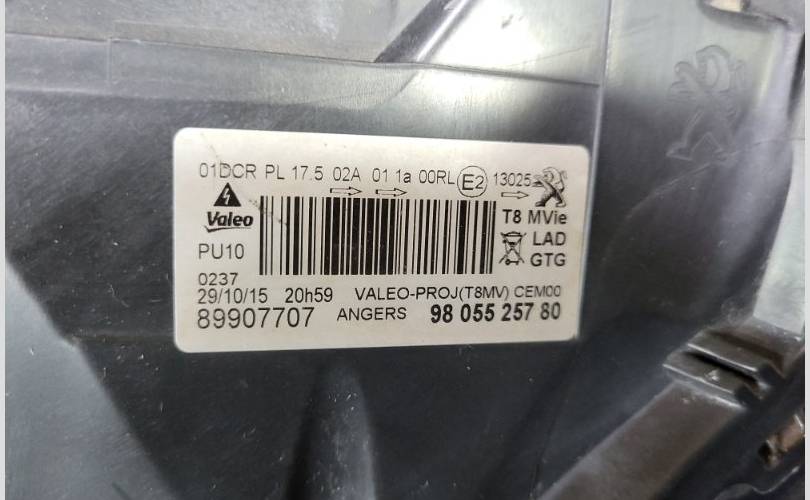 01DCR PL 17.5 02A 01 1a 00RL E2 13025
Valeo
T8 MVie
LAD
PU10
GTG
0237
29/10/15 20h59 VALEO-PROJ(T8MV) CEM00
89907707 ANGERS 98 055 257 80